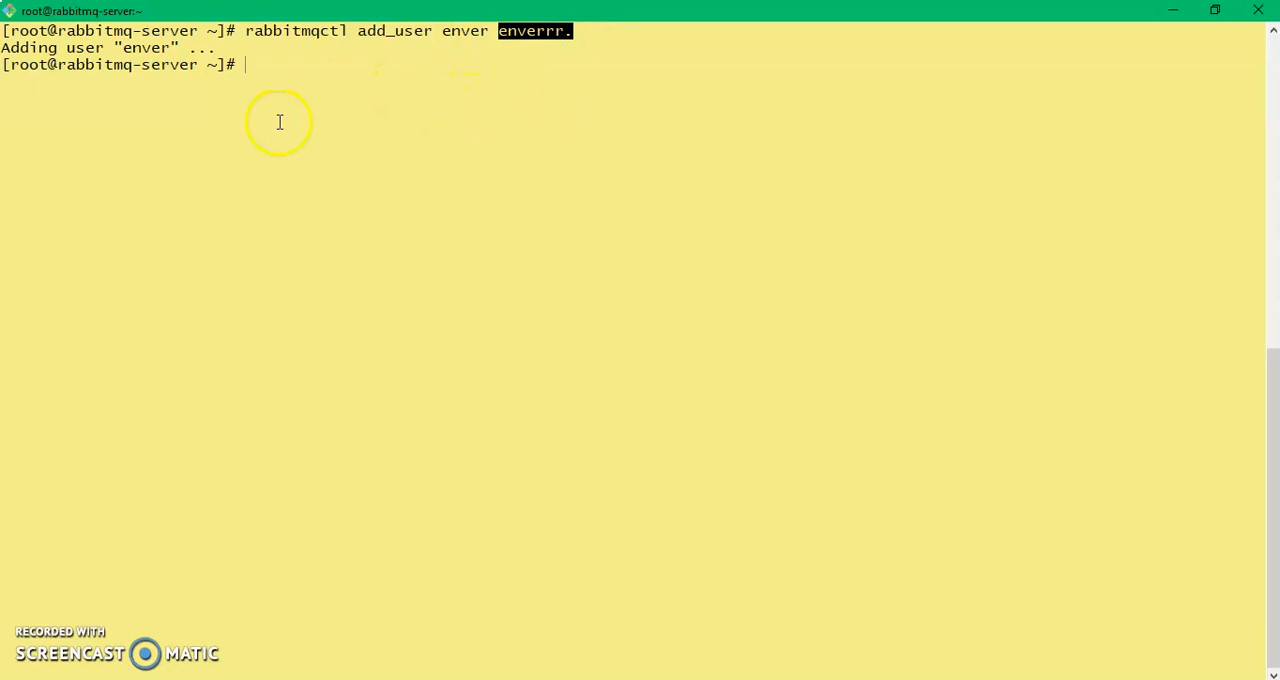 root@rabbitmq-server:~
[root@rabbitmq-server ~]# rabbitmqctl add_user enver enverrr.
Adding user "enver" ...
[root@rabbitmq-server ~]#
RECORDED WITH
SCREENCAST MATIC